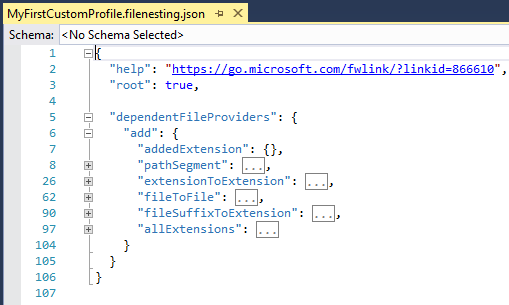 MyFirstCustomProfile.filenesting.json
Schema: <No Schema Selected>
1 {
2 "help": "https://go.microsoft.com/fwlink/?linkid=866610",
3 "root": true,
4
5 "dependentFileProviders": {
6 "add": {
7 "addedExtension": {},
8 "pathSegment": ...,
26 "extensionToExtension": ...,
62 "fileToFile": ...,
90 "fileSuffixToExtension": ...,
97 "allExtensions": ...
104 }
105 }
106 }
107